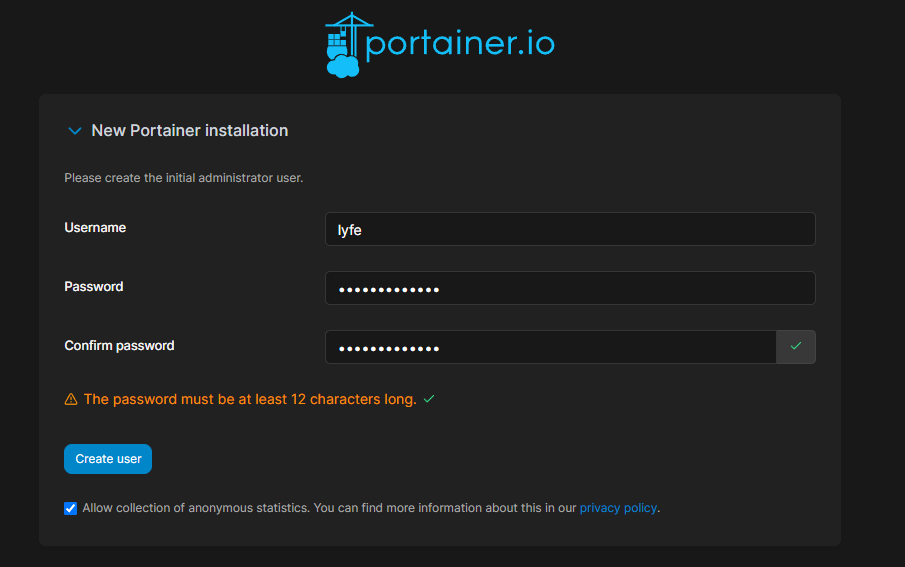 portainer.io
New Portainer installation
Please create the initial administrator user.
Username
lyfe
Password
•••••••••••••
Confirm password
•••••••••••••
The password must be at least 12 characters long.
Create user
Allow collection of anonymous statistics. You can find more information about this in our privacy policy.